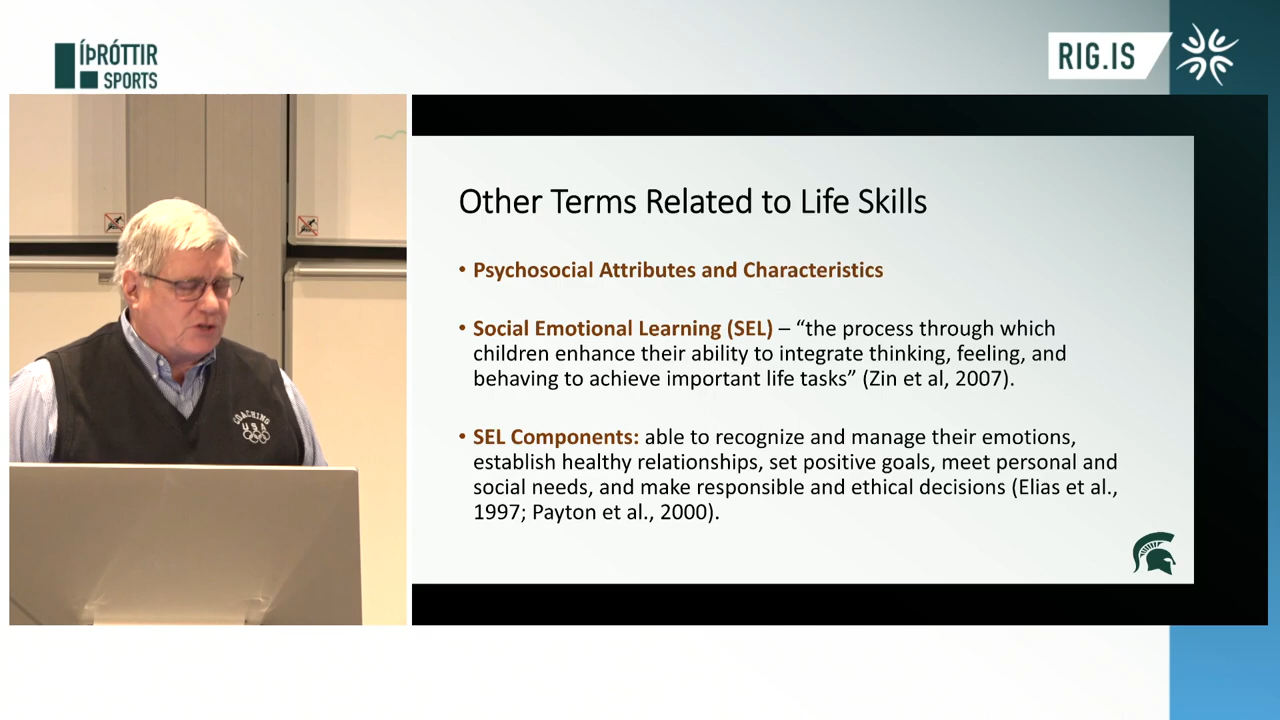 ÍÞRÓTTIR
SPORTS
RIG.IS
COACHING
USA
Other Terms Related to Life Skills
• Psychosocial Attributes and Characteristics
• Social Emotional Learning (SEL) – “the process through which
children enhance their ability to integrate thinking, feeling, and
behaving to achieve important life tasks” (Zin et al, 2007).
• SEL Components: able to recognize and manage their emotions,
establish healthy relationships, set positive goals, meet personal and
social needs, and make responsible and ethical decisions (Elias et al.,
1997; Payton et al., 2000).